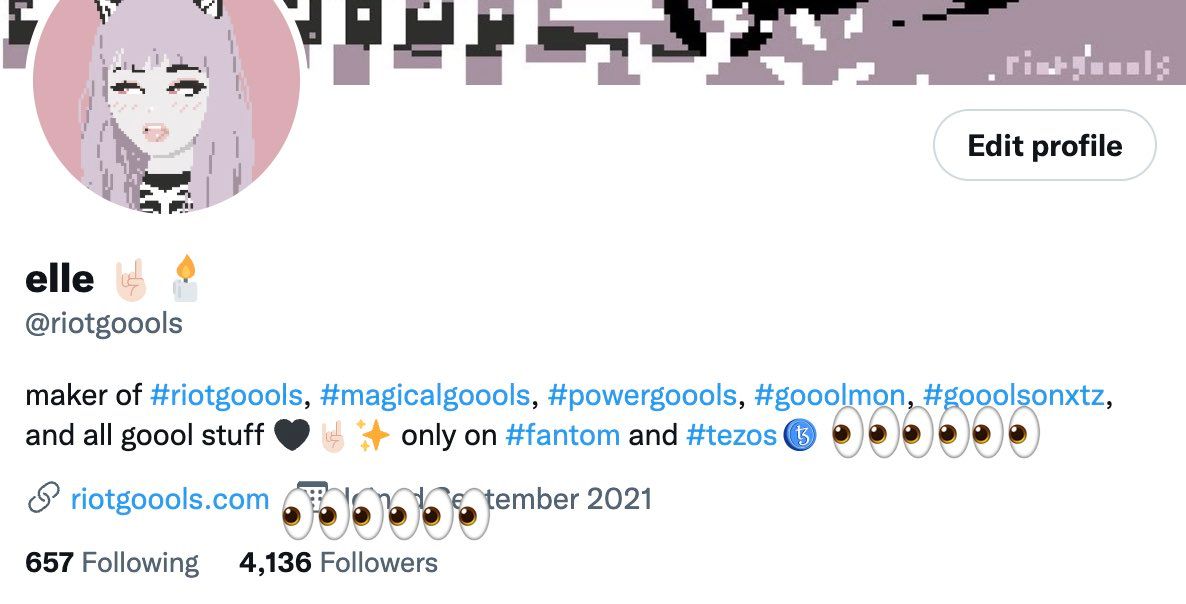 riotgoools
Edit profile
elle 🤘🏻 🕯️
@riotgoools
maker of #riotgoools, #magicalgoools, #powergoools, #gooolmon, #gooolsonxtz,
and all goool stuff 🖤🤘🏻✨ only on #fantom and #tezos ꜩ 👀👀👀
riotgoools.com 👀👀👀 Joined September 2021
657 Following 4,136 Followers